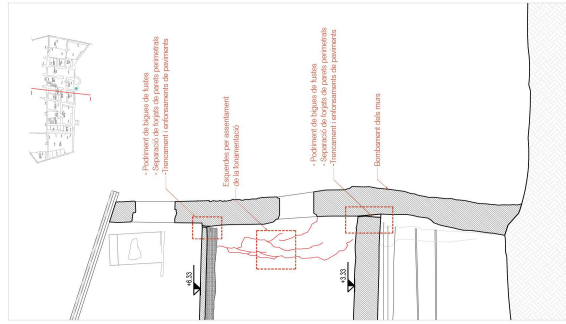 - Podriment de bigues de fustes
- Separació de forjats de parets perimetrals
-Trencament i enfonsaments de paviments
Esquerdes per assentament
de la fonamentació
- Podriment de bigues de fustes
- Separació de forjats de parets perimetrals
-Trencament i enfonsaments de paviments
Bombament dels murs
+6.33
+3.33